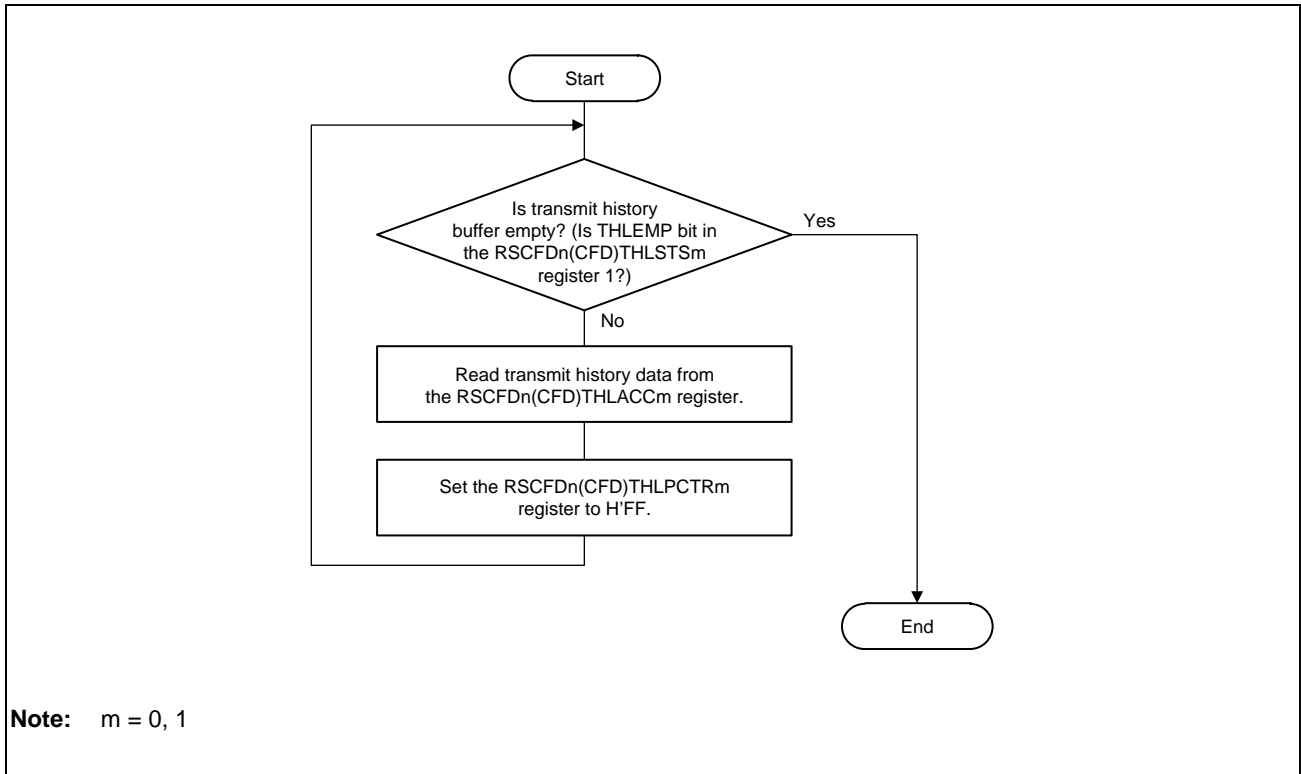 Start
Is transmit history
buffer empty? (Is THLEMP bit in
the RSCFDn(CFD)THLSTSm
register 1?)
Yes
No
Read transmit history data from
the RSCFDn(CFD)THLACCm register.
Set the RSCFDn(CFD)THLPCTRm
register to H'FF.
End
Note: m = 0, 1